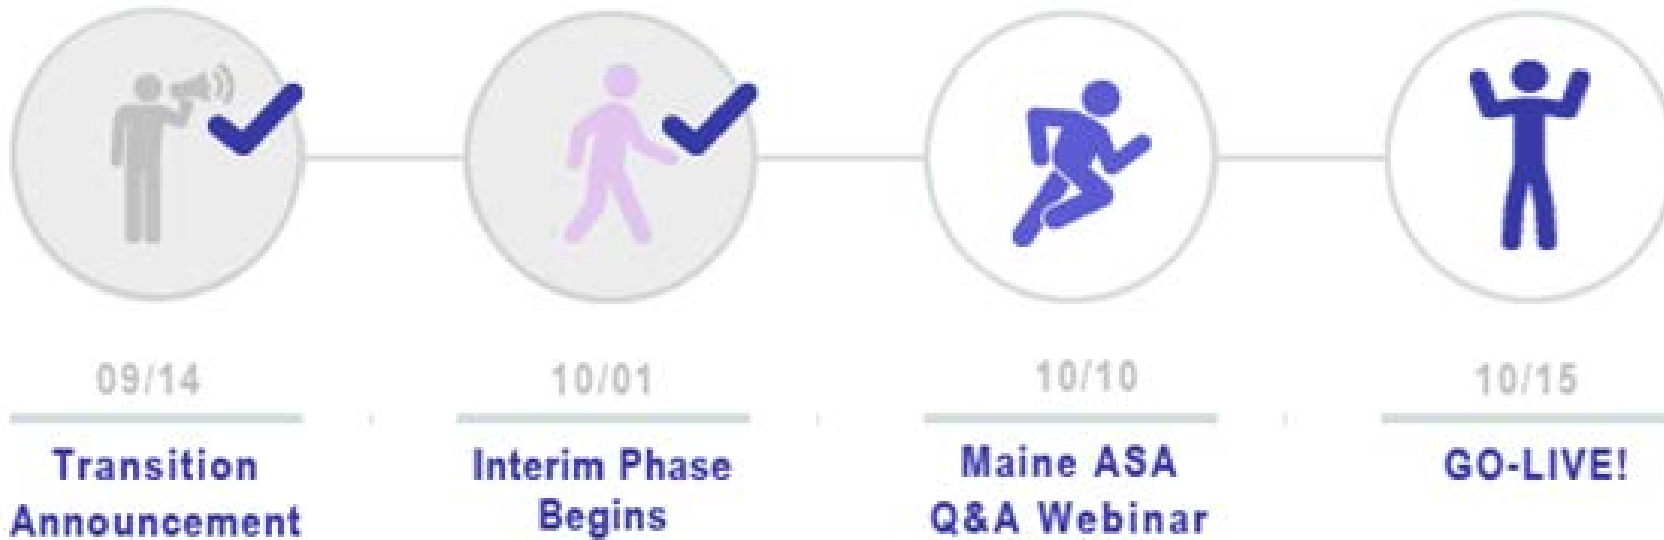 09/14
Transition
Announcement
10/01
Interim Phase
Begins
10/10
Maine ASA
Q&A Webinar
10/15
GO-LIVE!